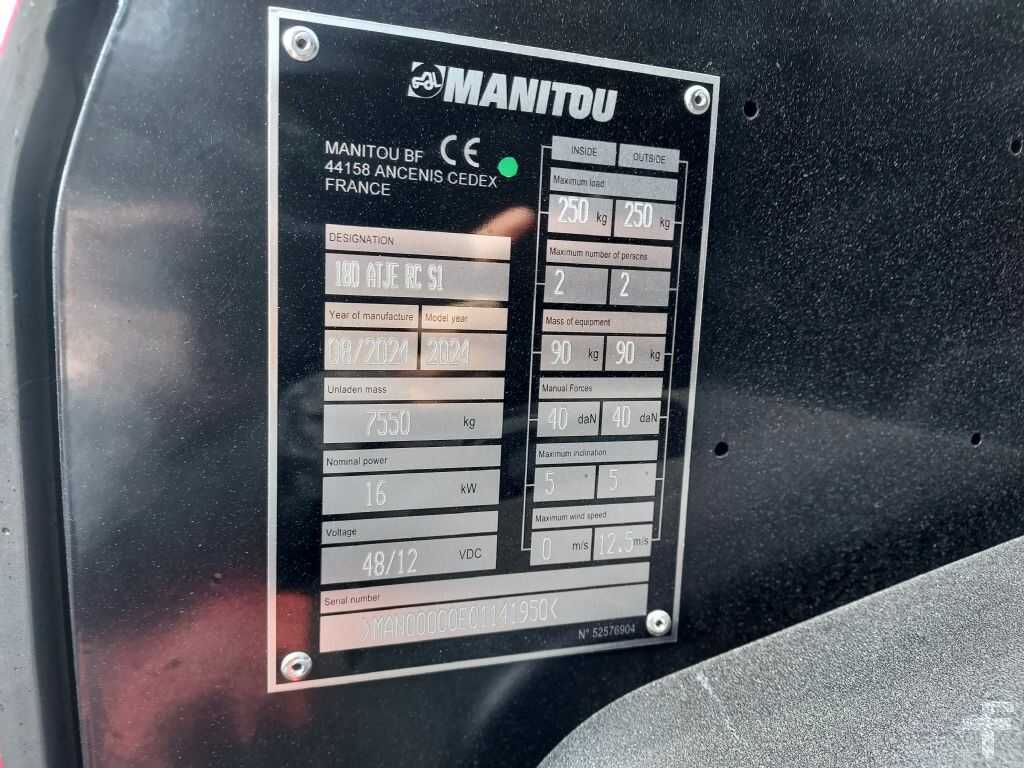 MANITOU
MANITOU BF CE
44158 ANCENIS CEDEX
FRANCE
DESIGNATION
180 ATJE RC S1
Year of manufacture Model year
08/2024 2024
Unladen mass
7550 kg
Nominal power
16 kW
Voltage
48/12 VDC
Serial number
>MAN00000E01141950<
N° 52576904
INSIDE OUTSIDE
Maximum load
250 kg 250 kg
Maximum number of persons
2 2
Mass of equipment
90 kg 90 kg
Manual Forces
40 daN 40 daN
Maximum inclination
5 ° 5 °
Maximum wind speed
0 m/s 12.5 m/s